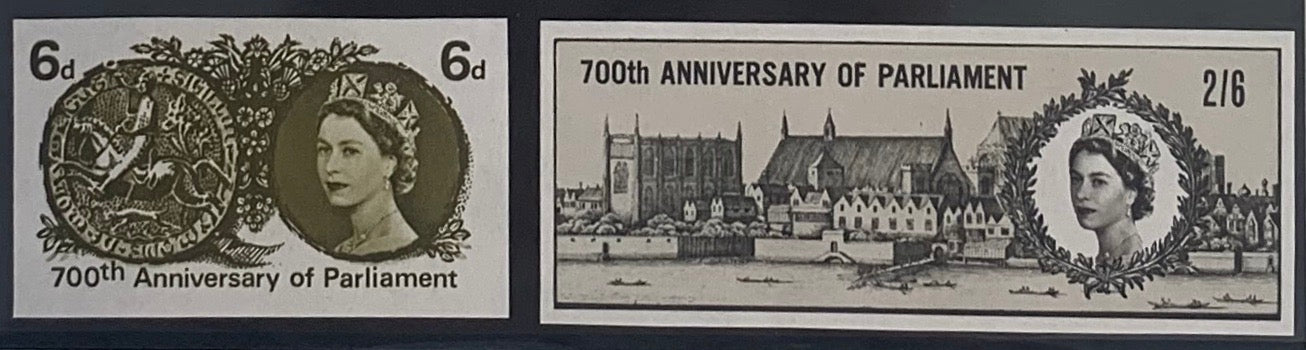 6d 6d
700th Anniversary of Parliament
700th ANNIVERSARY OF PARLIAMENT
2/6